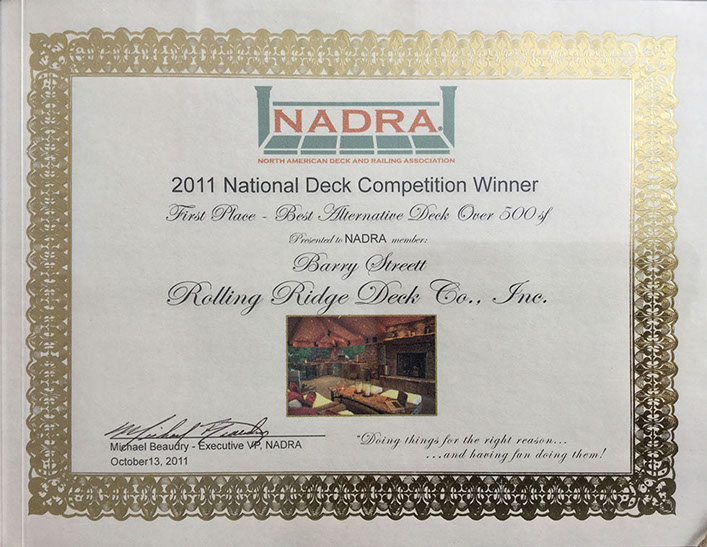 NADRA®
NORTH AMERICAN DECK AND RAILING ASSOCIATION
2011 National Deck Competition Winner
First Place - Best Alternative Deck Over 500 sf
Presented to NADRA member:
Barry Streett
Rolling Ridge Deck Co., Inc.
Michael Beaudry
Michael Beaudry - Executive VP, NADRA
October13, 2011
"Doing things for the right reason...
...and having fun doing them!